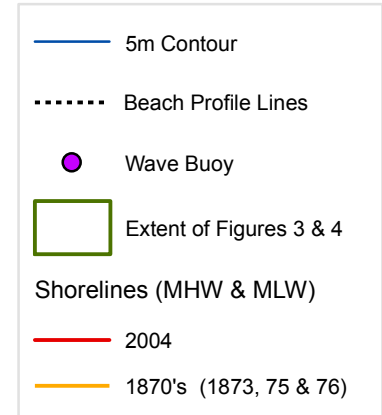 5m Contour
Beach Profile Lines
Wave Buoy
Extent of Figures 3 & 4
Shorelines (MHW & MLW)
2004
1870's (1873, 75 & 76)